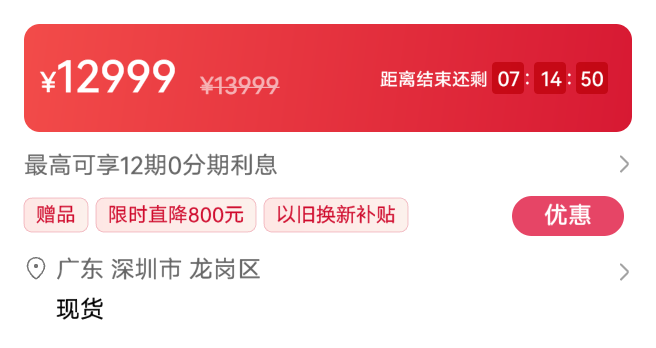 ¥12999 ¥13999 距离结束还剩 07 : 14 : 50
最高可享12期0分期利息
赠品 限时直降800元 以旧换新补贴 优惠
广东 深圳市 龙岗区
现货